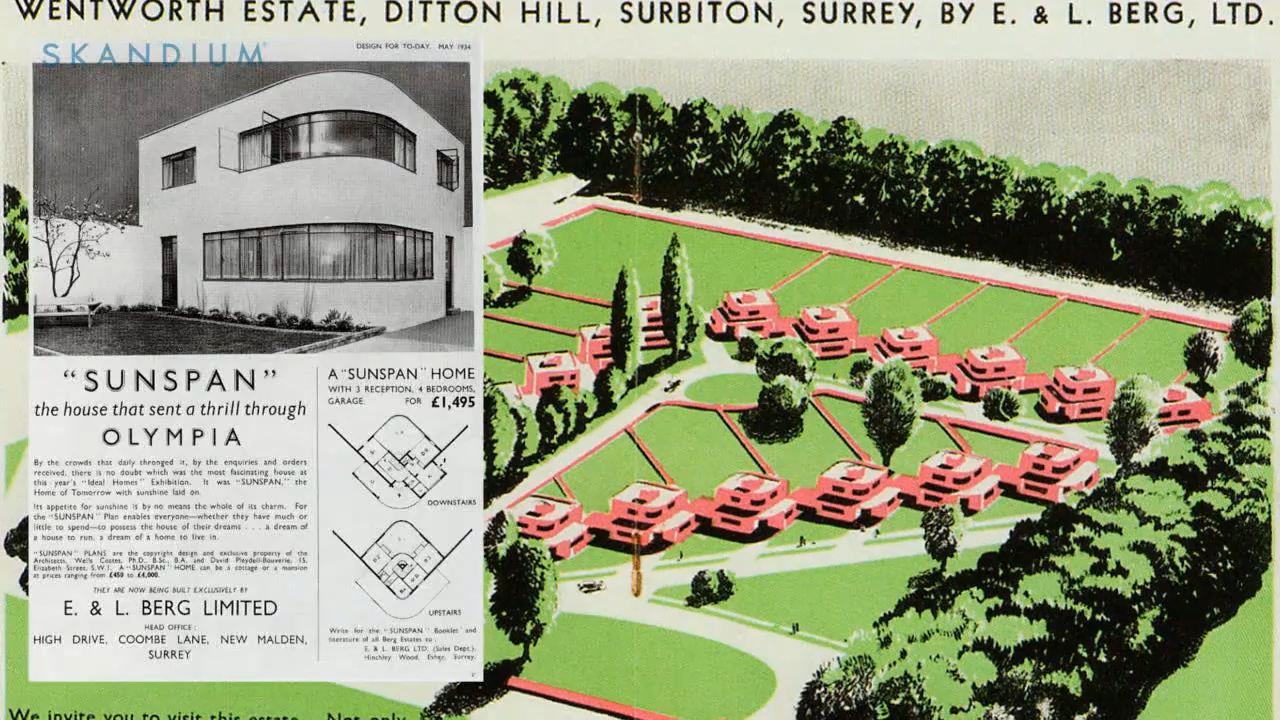 WENTWORTH ESTATE, DITTON HILL, SURBITON, SURREY, BY E. & L. BERG, LTD.
SKANDIUM
DESIGN FOR TO-DAY. MAY 1934
"SUNSPAN"
the house that sent a thrill through
OLYMPIA
By the crowds that daily thronged it, by the enquiries and orders
received, there is no doubt which was the most fascinating house at
this year's "Ideal Homes" Exhibition. It was "SUNSPAN," the
Home of Tomorrow with sunshine laid on.
Its appetite for sunshine is by no means the whole of its charm. For
the "SUNSPAN" Plan enables everyone—whether they have much or
little to spend—to possess the house of their dreams . . . a dream of
a house to run, a dream of a home to live in.
"SUNSPAN" PLANS are the copyright design and exclusive property of the
Architects, Wells Coates, Ph.D., B.Sc., B.A. and David Pleydell-Bouverie, 15,
Elizabeth Street, S.W.1. A "SUNSPAN" HOME can be a cottage or a mansion
at prices ranging from £450 to £4,000.
THEY ARE NOW BEING BUILT EXCLUSIVELY BY
E. & L. BERG LIMITED
HEAD OFFICE :
HIGH DRIVE, COOMBE LANE, NEW MALDEN,
SURREY
A "SUNSPAN" HOME
WITH 3 RECEPTION, 4 BEDROOMS,
GARAGE. FOR £1,495
DOWNSTAIRS
UPSTAIRS
Write for the "SUNSPAN" Booklet and
literature of all Berg Estates to :
E. & L. BERG LTD. (Sales Dept.),
Hinchley Wood, Esher, Surrey.
We invite you to visit this estate. Not only